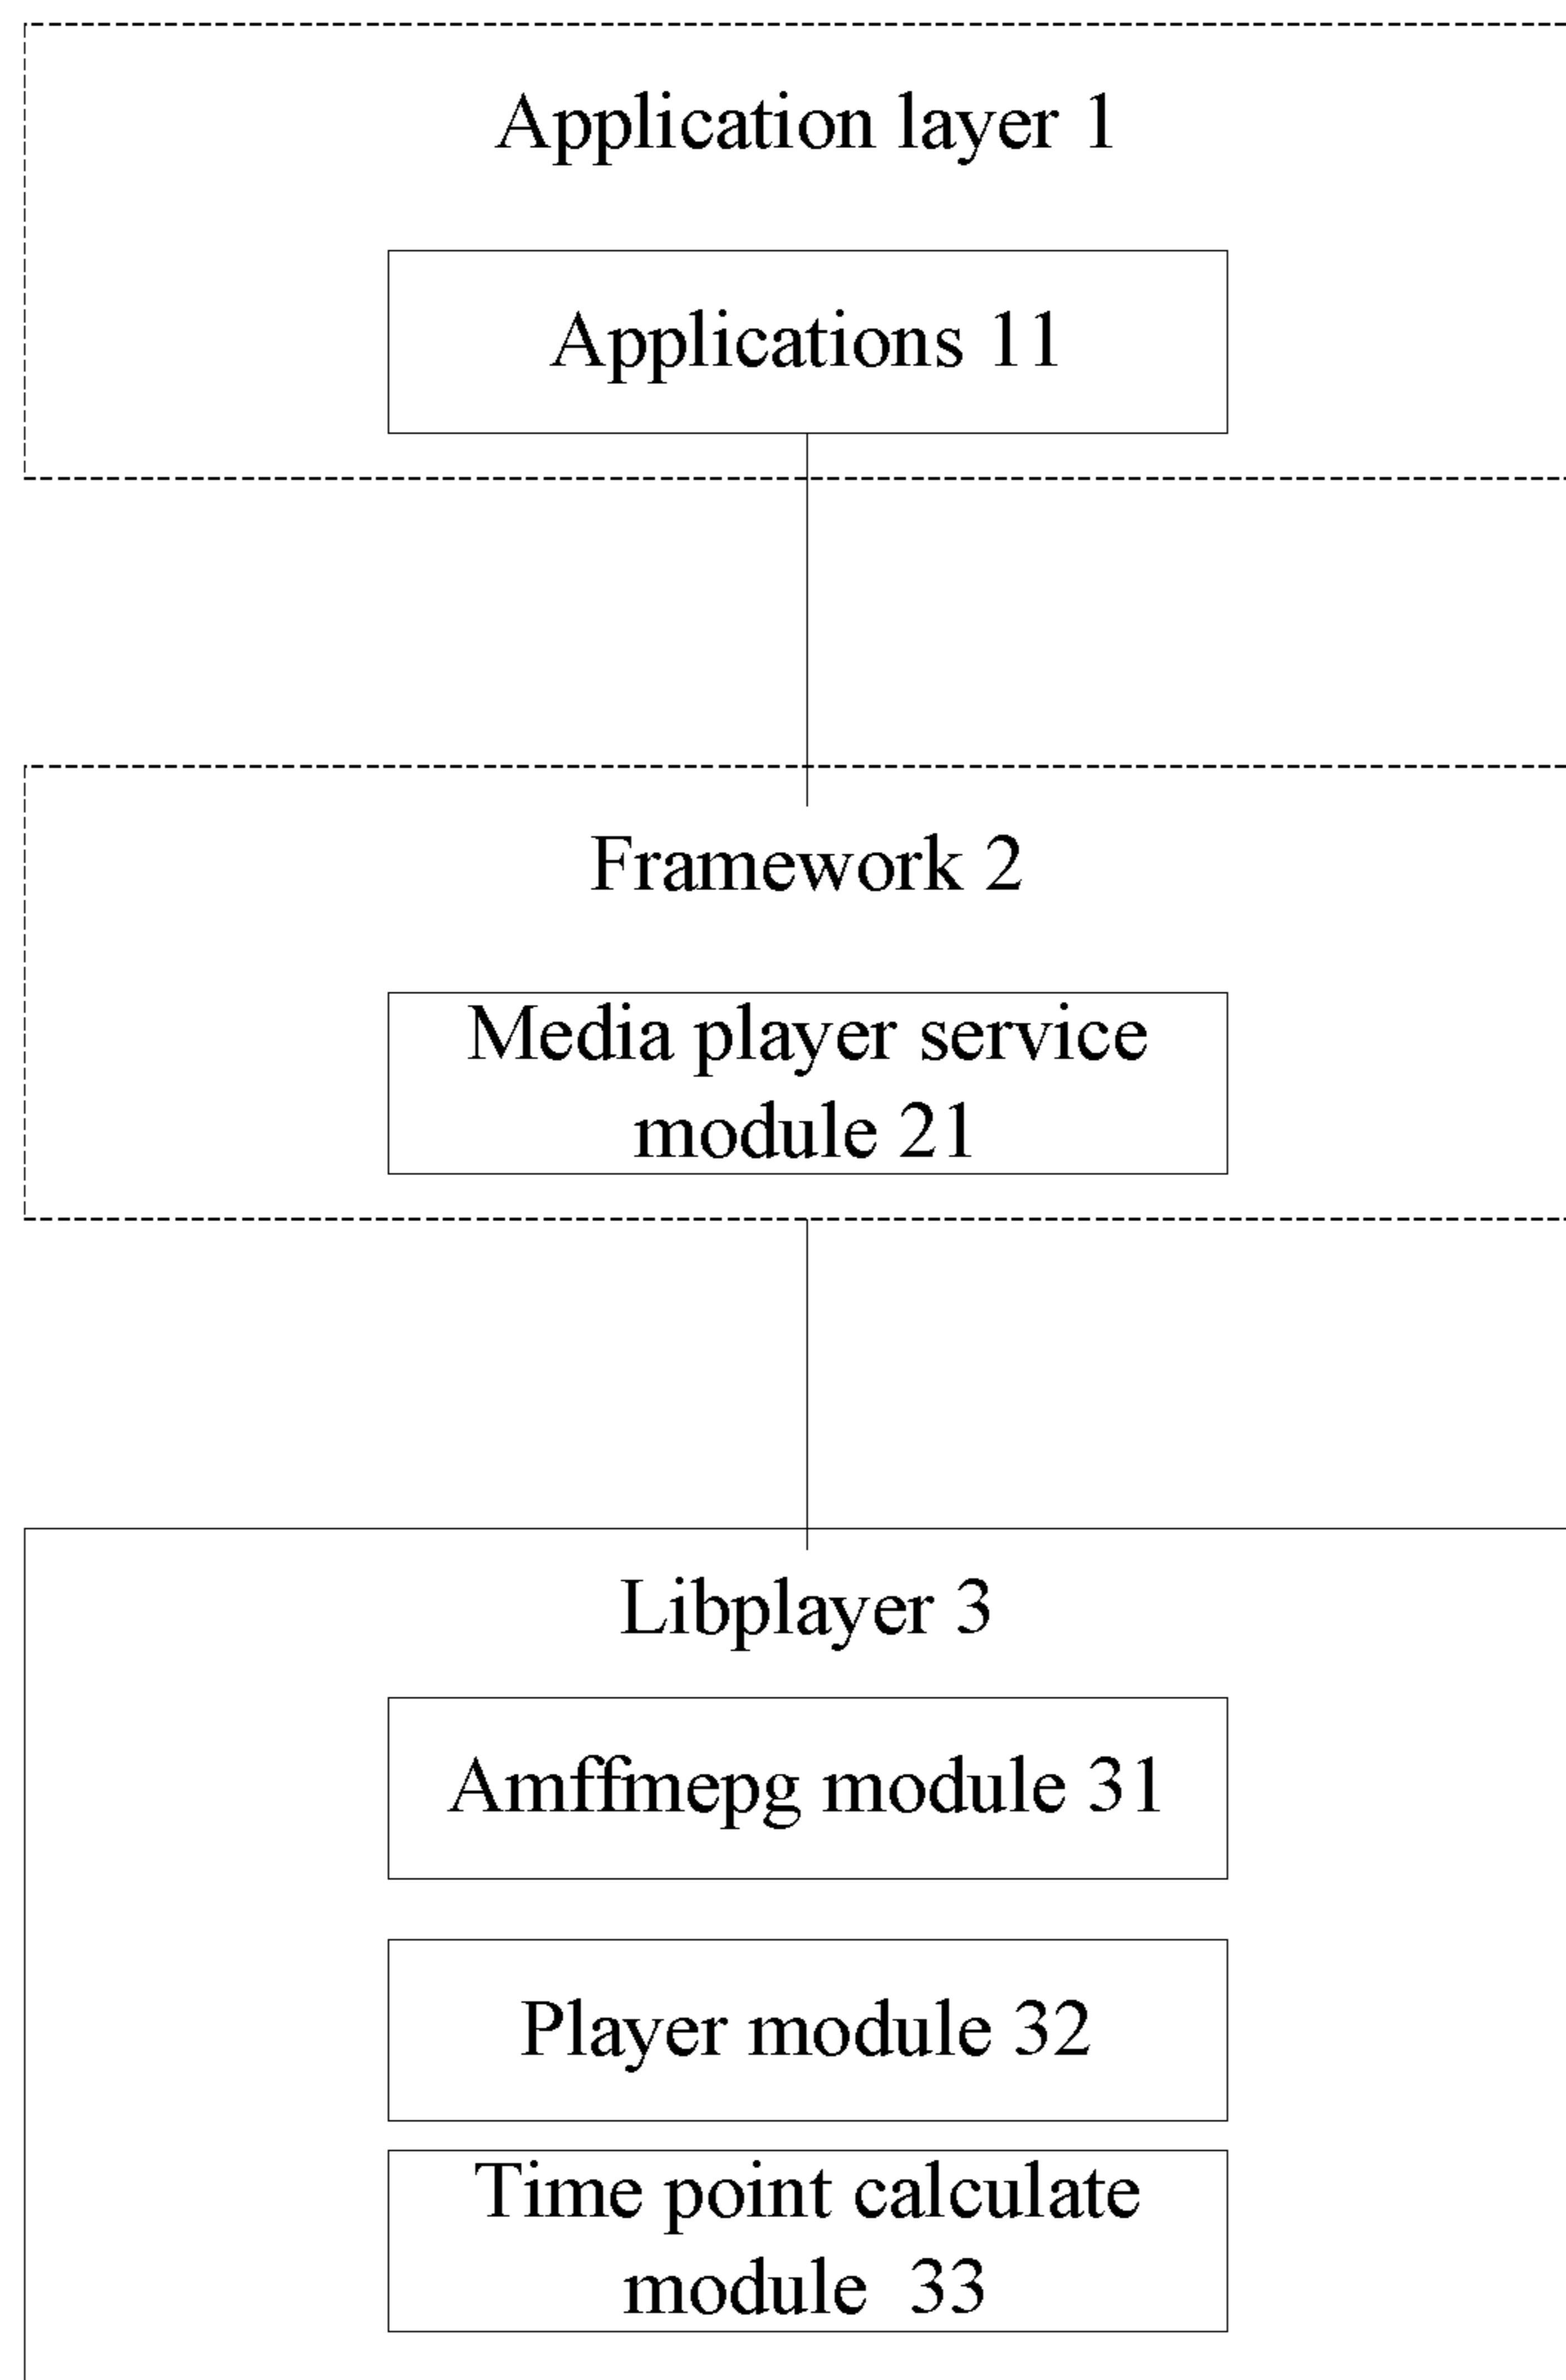 Application layer 1
Applications 11
Framework 2
Media player service
module 21
Libplayer 3
Amffmepg module 31
Player module 32
Time point calculate
module  33